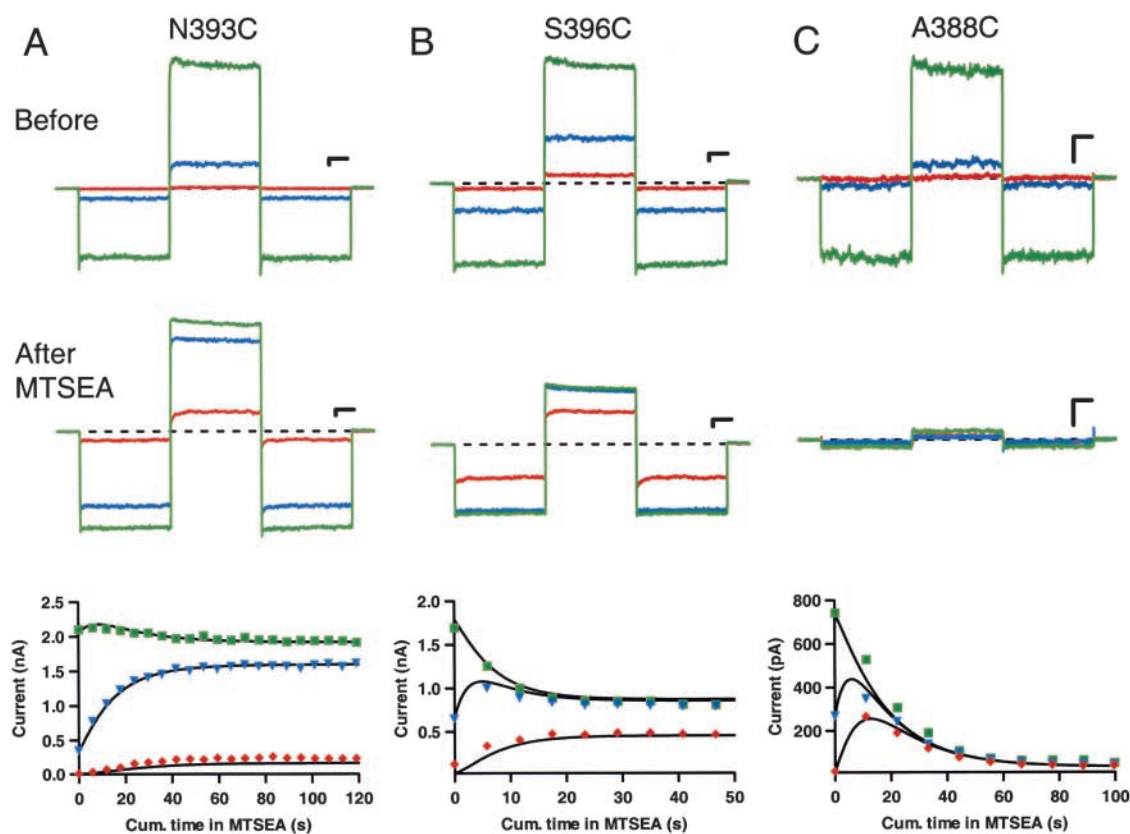 A N393C B S396C C A388C
Before
After
MTSEA
2.5
2.0
1.5
1.0
0.5
0.0
Current (nA)
0 20 40 60 80 100 120
Cum. time in MTSEA (s)
2.0
1.5
1.0
0.5
Current (nA)
0 10 20 30 40 50
Cum. time in MTSEA (s)
800
600
400
200
Current (pA)
0 20 40 60 80 100
Cum. time in MTSEA (s)